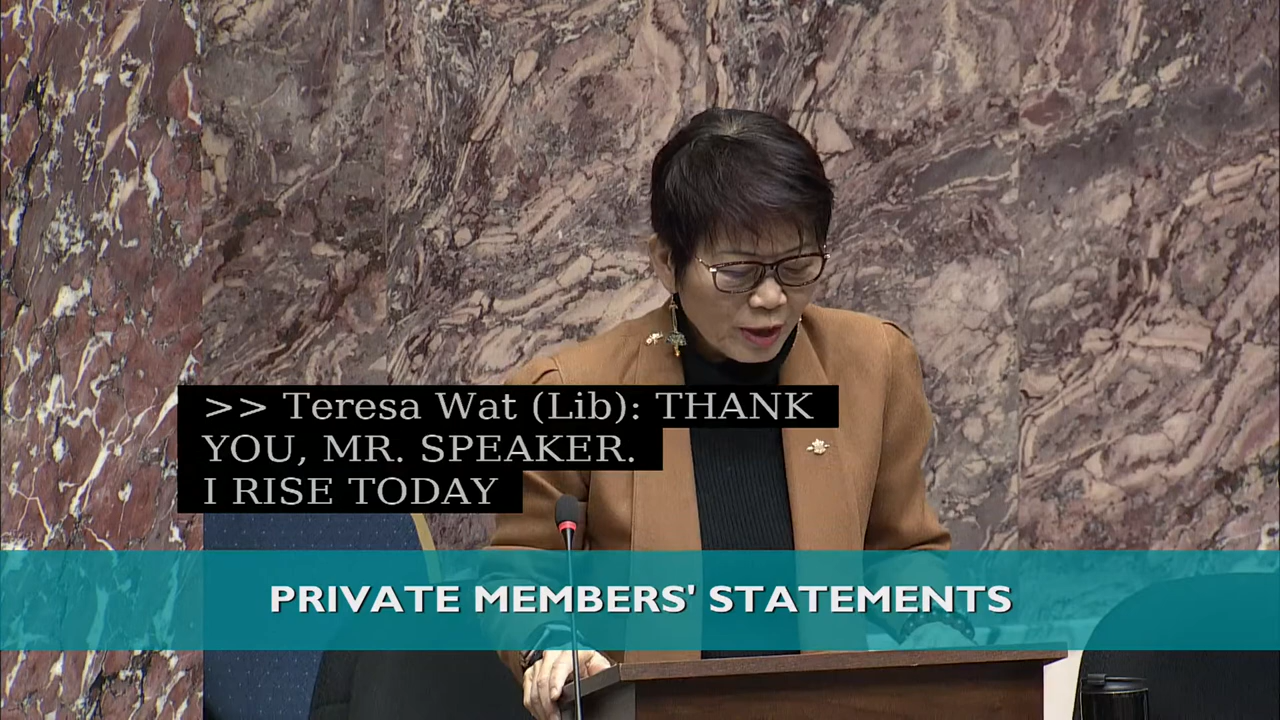 >> Teresa Wat (Lib): THANK
YOU, MR. SPEAKER.
I RISE TODAY
PRIVATE MEMBERS' STATEMENTS